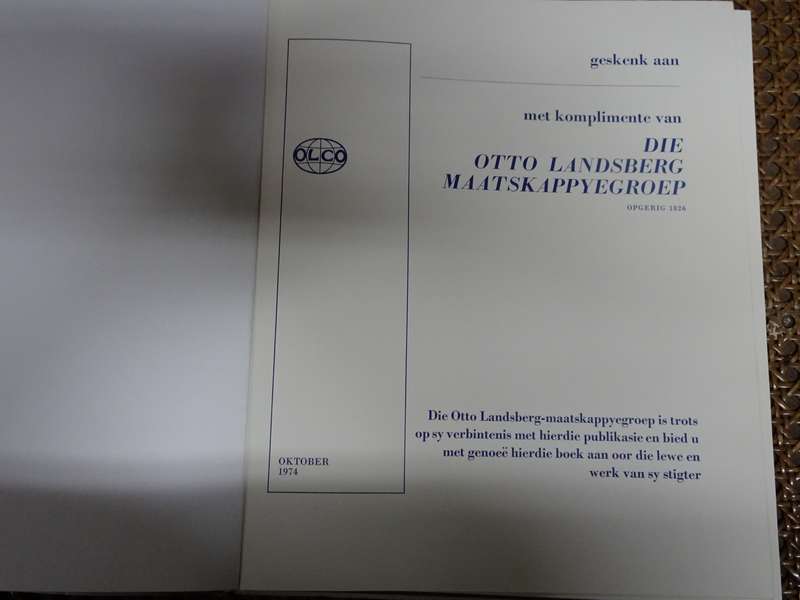 geskenk aan
met komplimente van
DIE
OTTO LANDSBERG
MAATSKAPPYEGROEP
OPGERIG 1826
OLCO
Die Otto Landsberg-maatskappyegroep is trots
op sy verbintenis met hierdie publikasie en bied u
met genoeë hierdie boek aan oor die lewe en
werk van sy stigter
OKTOBER
1974